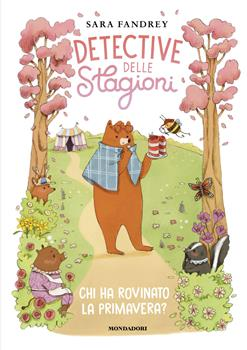 SARA FANDREY
DETECTIVE
DELLE
Stagioni
CHI HA ROVINATO
LA PRIMAVERA?
MONDADORI